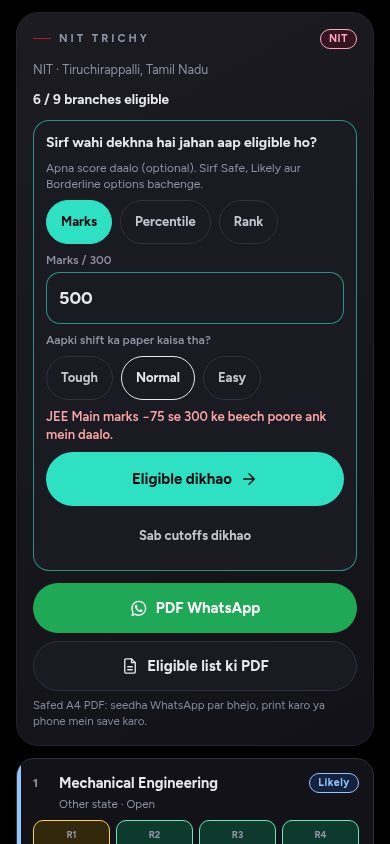 NIT TRICHY
NIT
NIT · Tiruchirappalli, Tamil Nadu
6 / 9 branches eligible
Sirf wahi dekhna hai jahan aap eligible ho?
Apna score daalo (optional). Sirf Safe, Likely aur
Borderline options bachenge.
Marks
Percentile
Rank
Marks / 300
500
Aapki shift ka paper kaisa tha?
Tough
Normal
Easy
JEE Main marks −75 se 300 ke beech poore ank
mein daalo.
Eligible dikhao →
Sab cutoffs dikhao
PDF WhatsApp
Eligible list ki PDF
Safed A4 PDF: seedha WhatsApp par bhejo, print karo ya
phone mein save karo.
1 Mechanical Engineering
Likely
Other state · Open
R1 R2 R3 R4